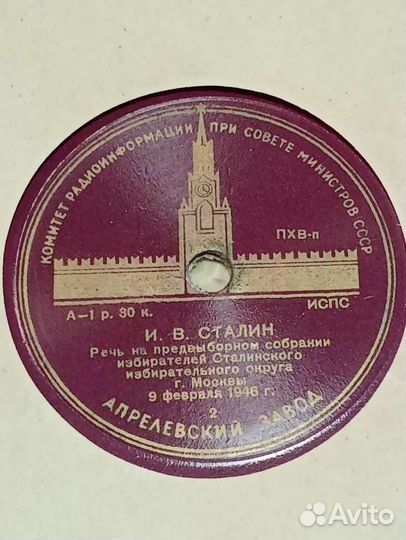 КОМИТЕТ РАДИОИНФОРМАЦИИ ПРИ СОВЕТЕ МИНИСТРОВ СССР
ПХВ-п
А-1 р. 30 к.
ИСПС
И. В. СТАЛИН
Речь на предвыборном собрании
избирателей Сталинского
избирательного округа
г. Москвы
9 февраля 1946 г.
2
АПРЕЛЕВСКИЙ ЗАВОД
Avito